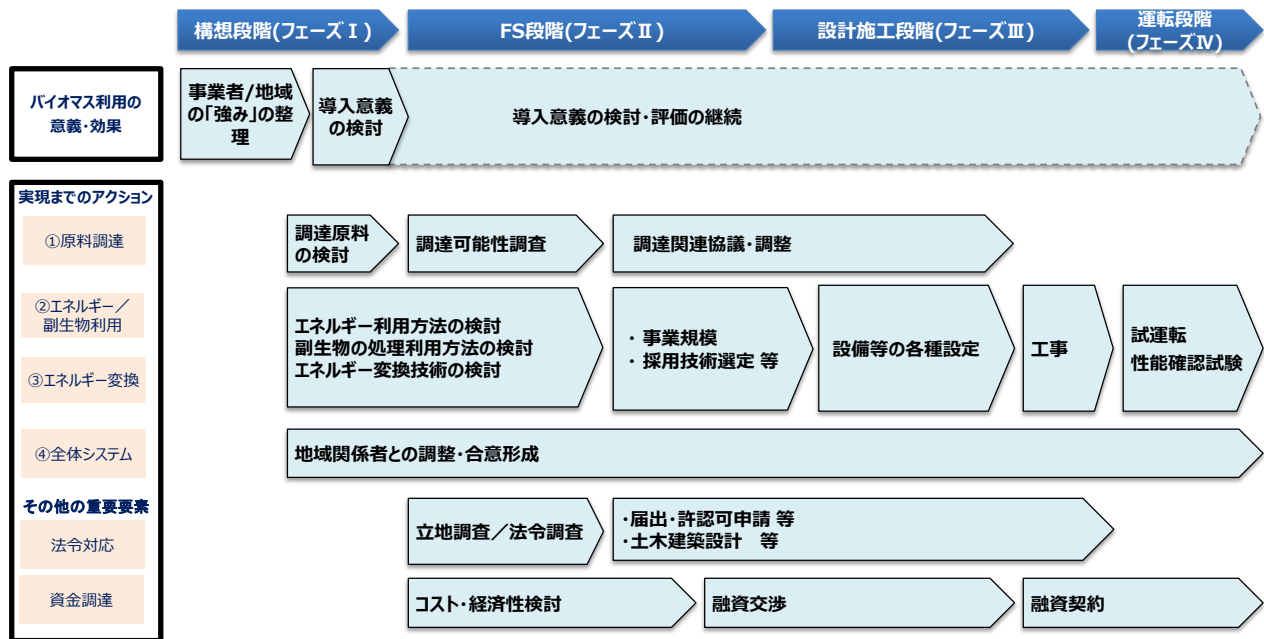 構想段階(フェーズⅠ)
FS段階(フェーズⅡ)
設計施工段階(フェーズⅢ)
運転段階
(フェーズⅣ)
バイオマス利用の
意義・効果
事業者/地域
の「強み」の整
理
導入意義
の検討
導入意義の検討・評価の継続
実現までのアクション
①原料調達
調達原料
の検討
調達可能性調査
調達関連協議・調整
②エネルギー／
副生物利用
③エネルギー変換
エネルギー利用方法の検討
副生物の処理利用方法の検討
エネルギー変換技術の検討
・ 事業規模
・ 採用技術選定 等
設備等の各種設定
工事
試運転
性能確認試験
④全体システム
地域関係者との調整・合意形成
その他の重要要素
法令対応
立地調査／法令調査
・届出・許認可申請 等
・土木建築設計　等
資金調達
コスト・経済性検討
融資交渉
融資契約